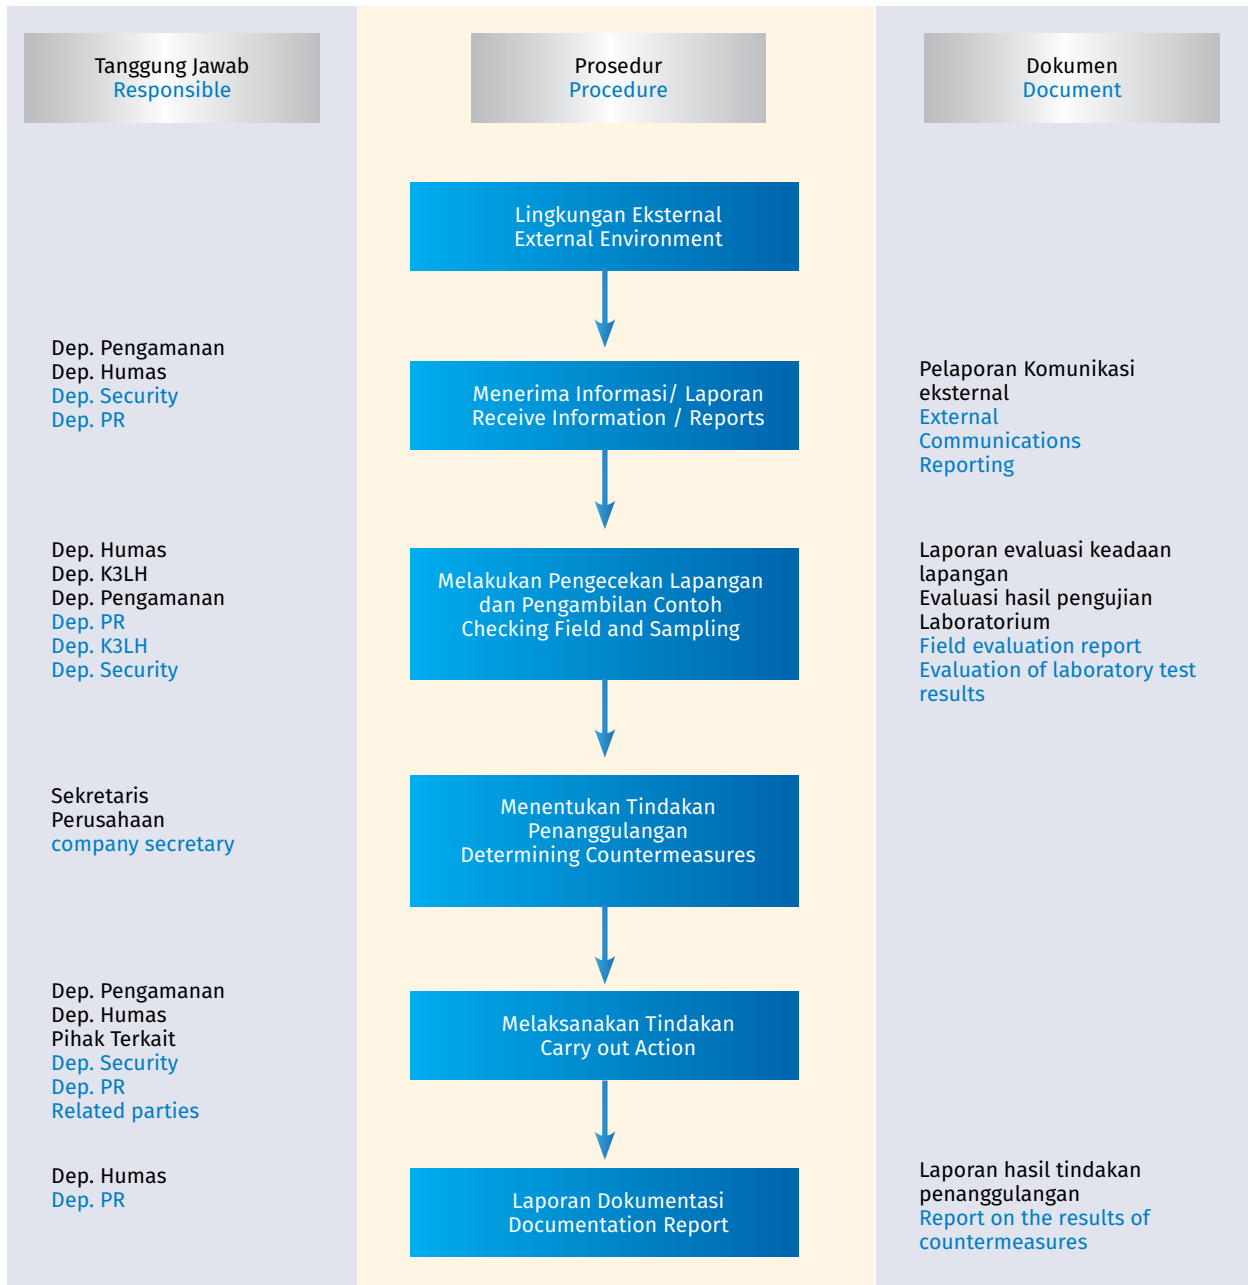 Tanggung Jawab
Responsible
Prosedur
Procedure
Dokumen
Document
Lingkungan Eksternal
External Environment
Dep. Pengamanan
Dep. Humas
Dep. Security
Dep. PR
Menerima Informasi/ Laporan
Receive Information / Reports
Pelaporan Komunikasi
eksternal
External
Communications
Reporting
Dep. Humas
Dep. K3LH
Dep. Pengamanan
Dep. PR
Dep. K3LH
Dep. Security
Melakukan Pengecekan Lapangan
dan Pengambilan Contoh
Checking Field and Sampling
Laporan evaluasi keadaan
lapangan
Evaluasi hasil pengujian
Laboratorium
Field evaluation report
Evaluation of laboratory test
results
Sekretaris
Perusahaan
company secretary
Menentukan Tindakan
Penanggulangan
Determining Countermeasures
Dep. Pengamanan
Dep. Humas
Pihak Terkait
Dep. Security
Dep. PR
Related parties
Melaksanakan Tindakan
Carry out Action
Dep. Humas
Dep. PR
Laporan Dokumentasi
Documentation Report
Laporan hasil tindakan
penanggulangan
Report on the results of
countermeasures